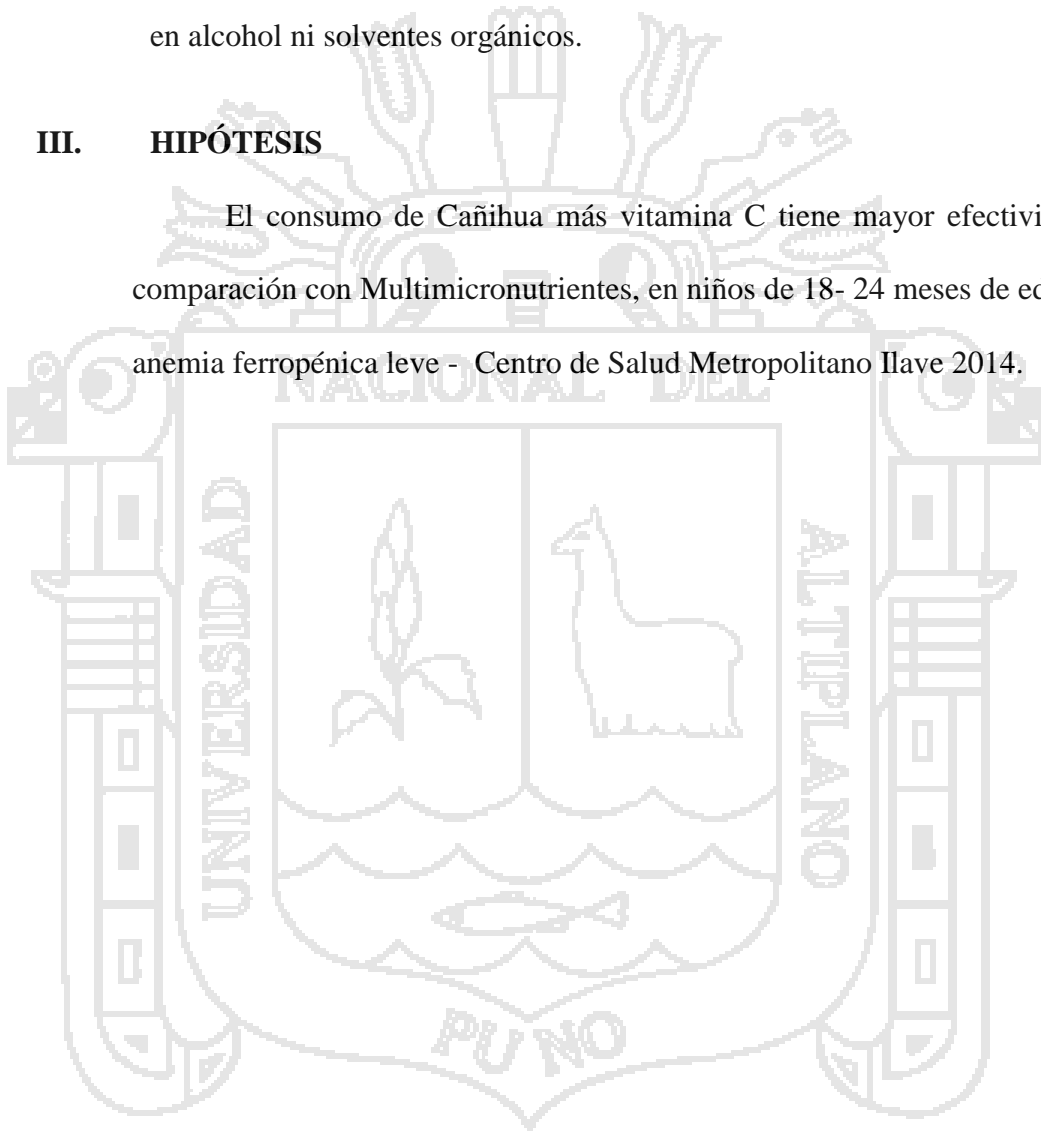 en alcohol ni solventes orgánicos.
III. HIPÓTESIS
El consumo de Cañihua más vitamina C tiene mayor
comparación con Multimicronutrientes, en niños de 18- 24 meses de
anemia ferropénica leve - Centro de Salud Metropolitano Ilave 2014.
NACIONAL DEL
UNIVERSIDAD
ALTIPLANO
PUNO